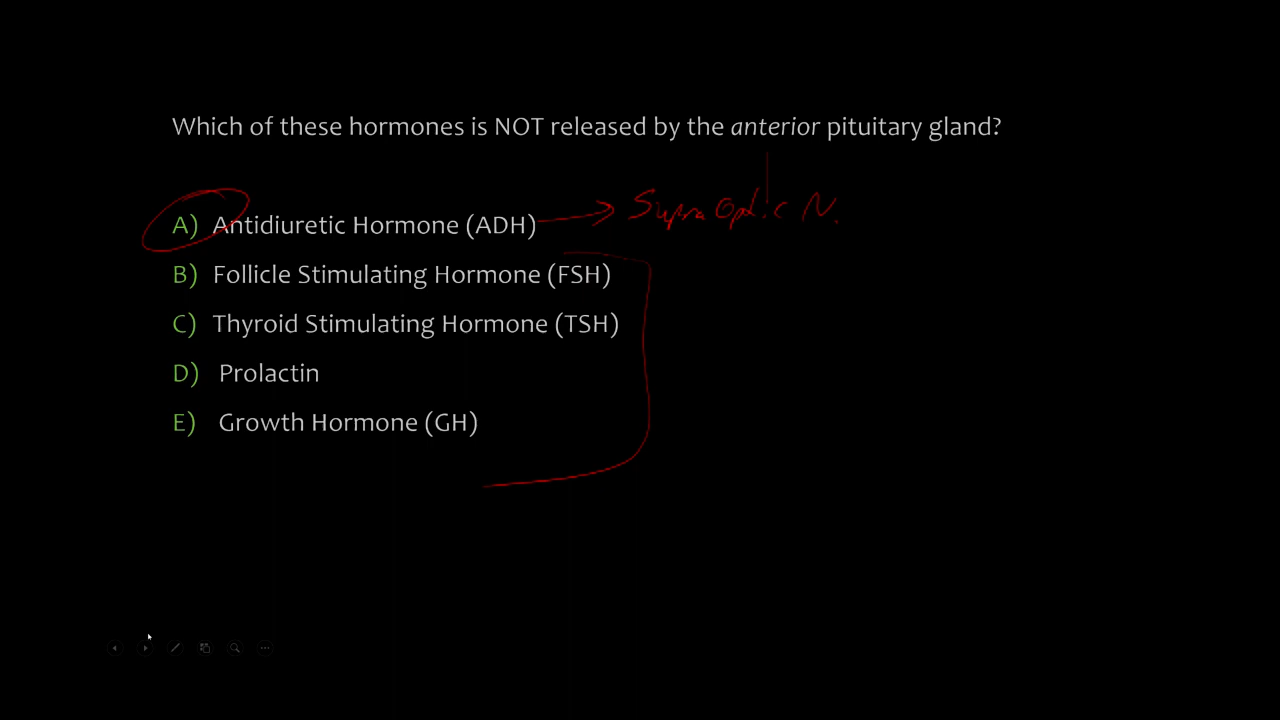 Which of these hormones is NOT released by the anterior pituitary gland?
A) Antidiuretic Hormone (ADH) → Supra Optic N.
B) Follicle Stimulating Hormone (FSH)
C) Thyroid Stimulating Hormone (TSH)
D) Prolactin
E) Growth Hormone (GH)